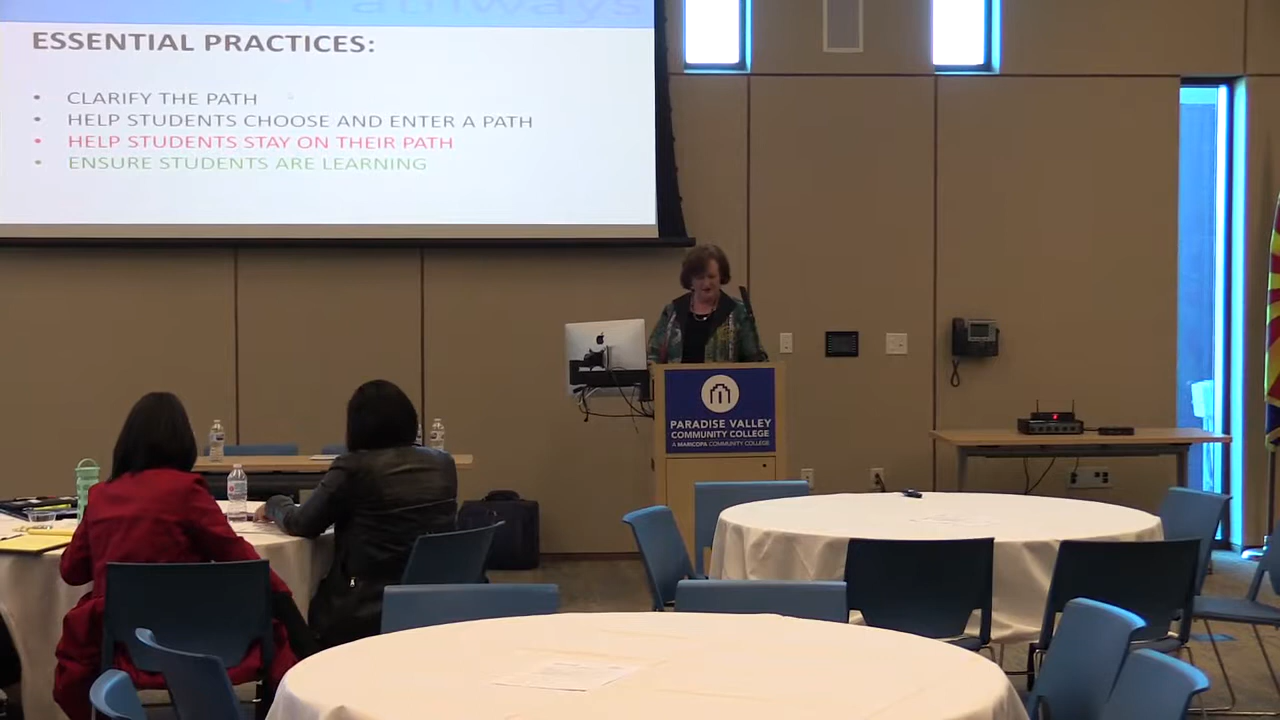 Pathways
ESSENTIAL PRACTICES:
• CLARIFY THE PATH
• HELP STUDENTS CHOOSE AND ENTER A PATH
• HELP STUDENTS STAY ON THEIR PATH
• ENSURE STUDENTS ARE LEARNING
PARADISE VALLEY
COMMUNITY COLLEGE
A MARICOPA COMMUNITY COLLEGE